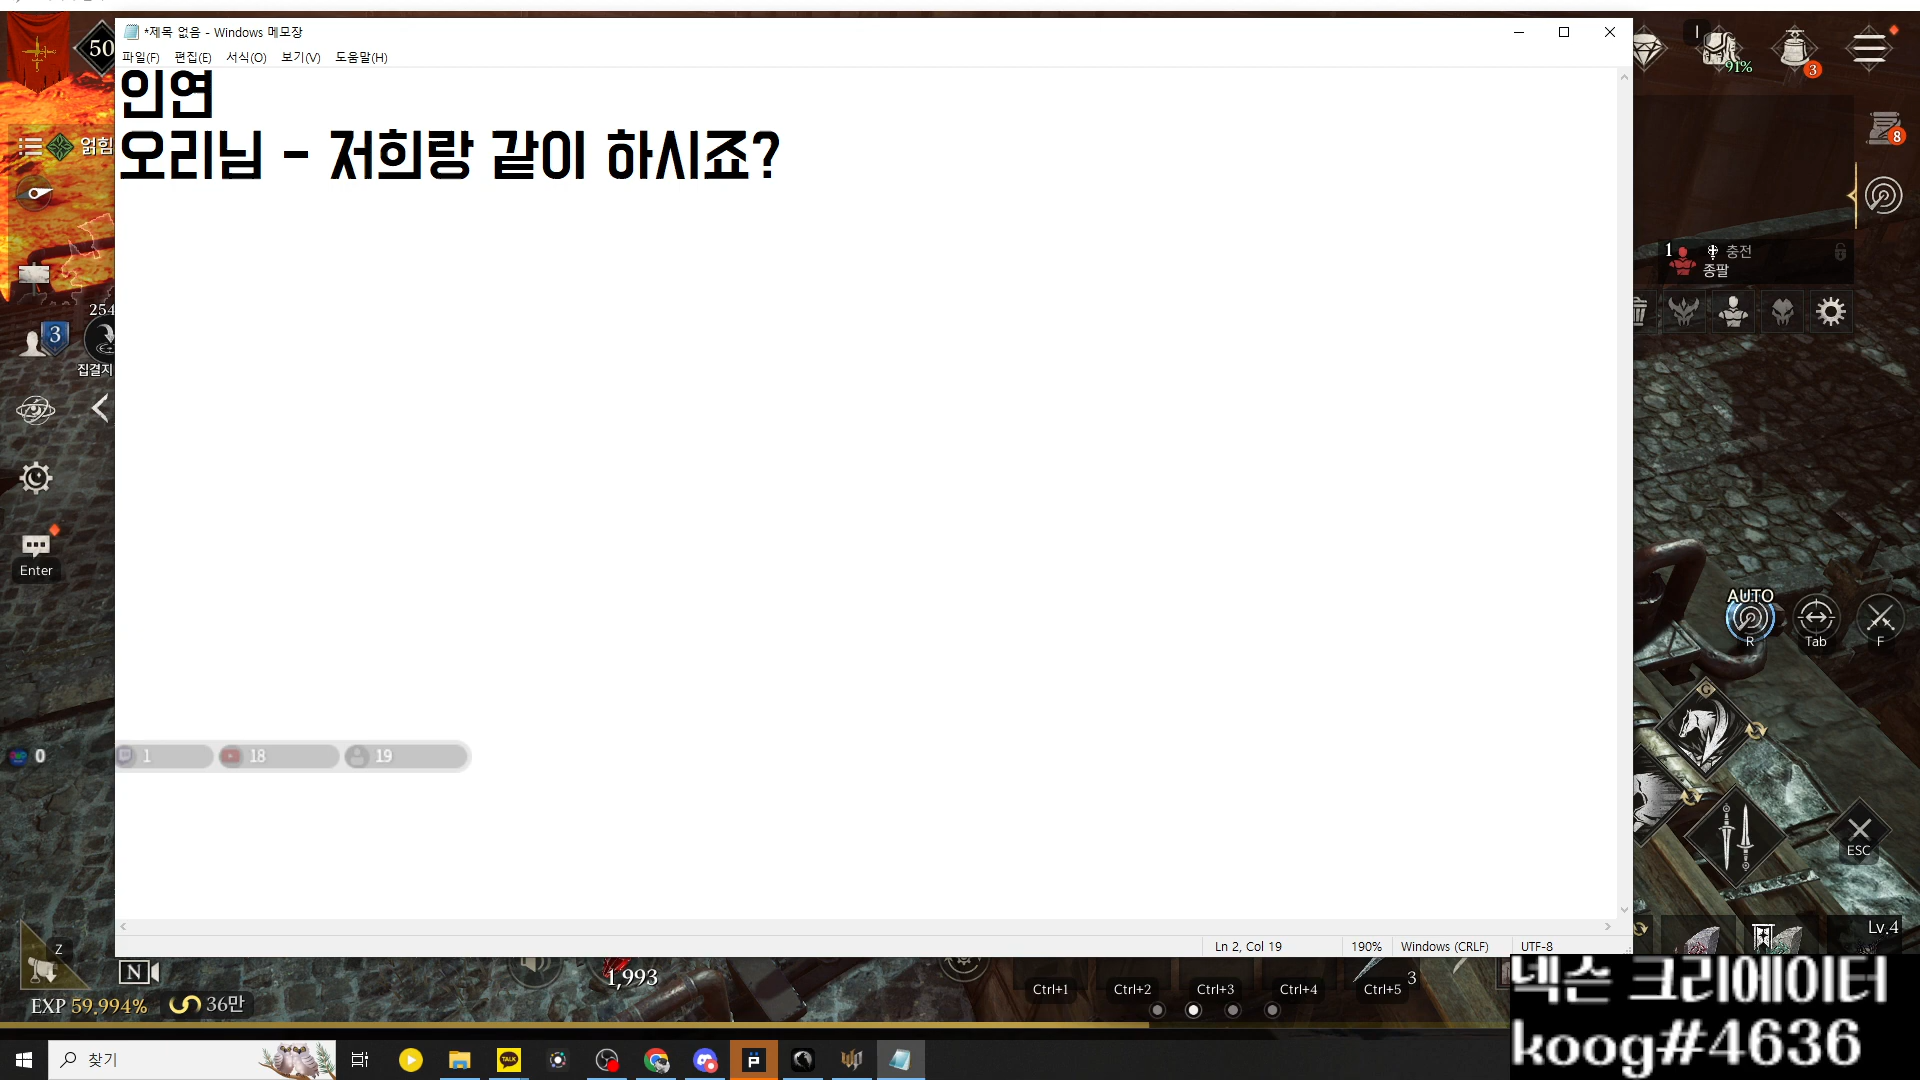 *제목 없음 - Windows 메모장
파일(F) 편집(E) 서식(O) 보기(V) 도움말(H)
인연
오리님 - 저희랑 같이 하시죠?
50
얽힘
254
3
집결지
Enter
0
1 18 19
I
91%
3
8
1 충전
종팔
AUTO
R Tab F
G
ESC
Lv.4
Ln 2, Col 19 190% Windows (CRLF) UTF-8
Z
N
EXP 59.994% 36만
1,993
Ctrl+1 Ctrl+2 Ctrl+3 Ctrl+4 Ctrl+5 3
넥슨 크리에이터
koog#4636
찾기
TALK